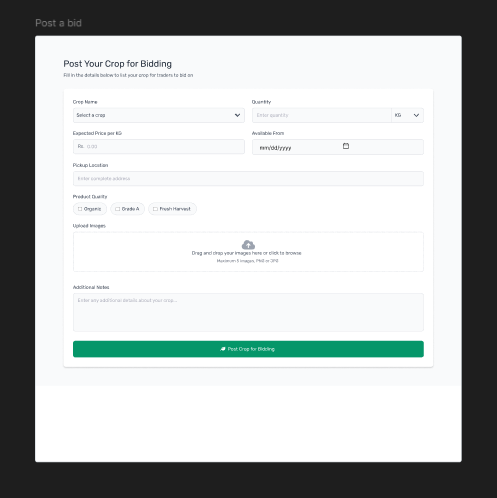 Post a bid
Post Your Crop for Bidding
Fill in the details below to list your crop for traders to bid on
Crop Name
Quantity
Select a crop
Enter quantity
KG
Expected Price per KG
Available From
Rs. 0.00
mm/dd/yyyy
Pickup Location
Enter complete address
Product Quality
Organic
Grade A
Fresh Harvest
Upload Images
Drag and drop your images here or click to browse
Maximum 5 images, PNG or JPG
Additional Notes
Enter any additional details about your crop...
Post Crop for Bidding